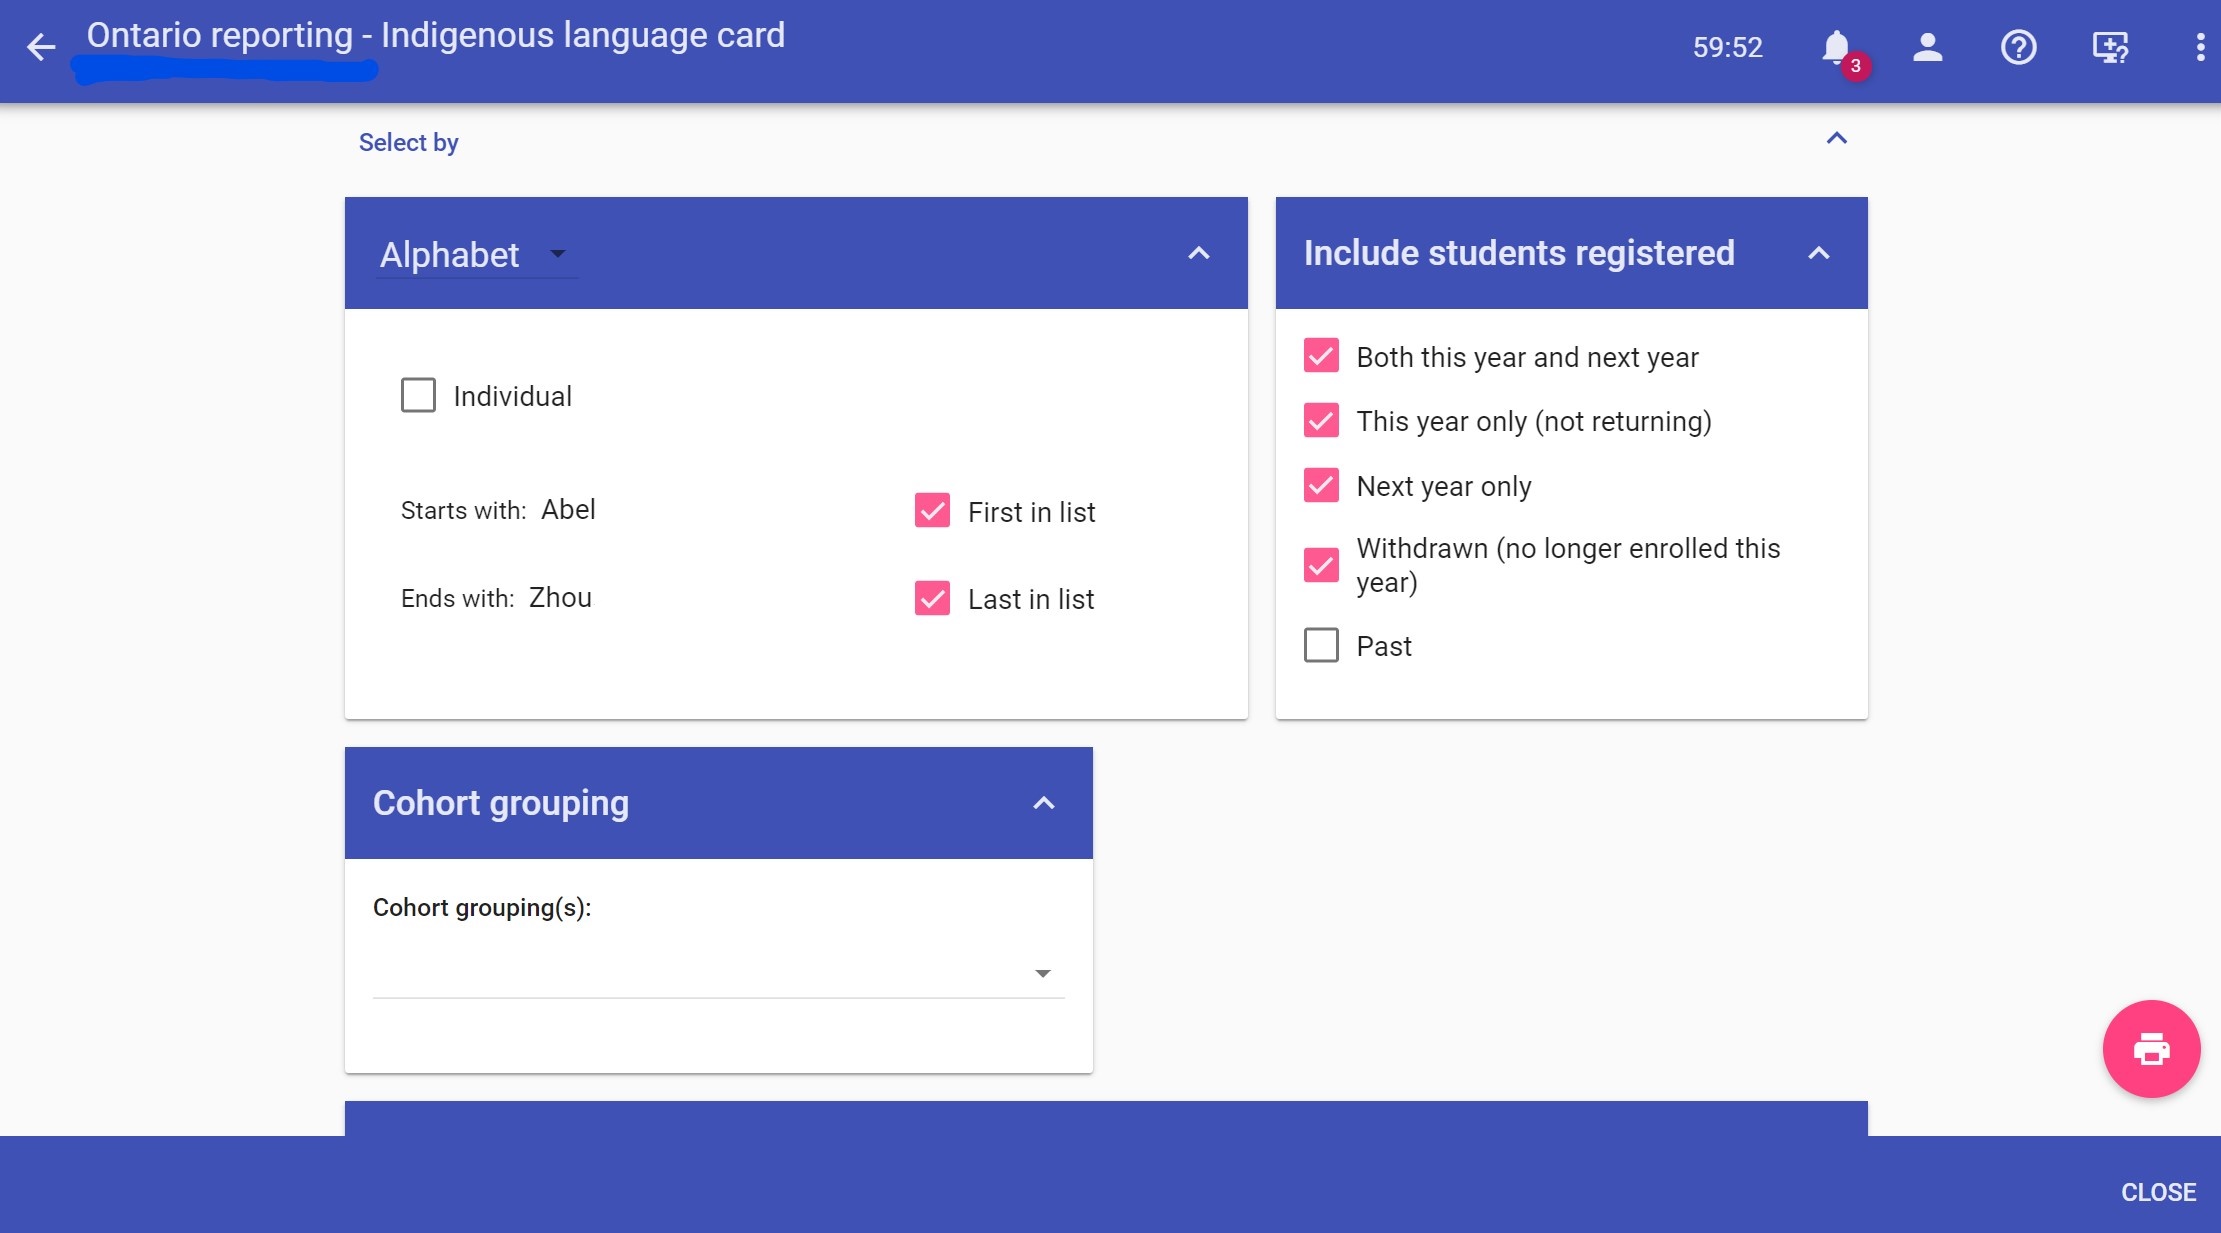 Ontario reporting - Indigenous language card
59:52
3
Select by
Alphabet
Individual
Starts with: Abel
First in list
Ends with: Zhou
Last in list
Include students registered
Both this year and next year
This year only (not returning)
Next year only
Withdrawn (no longer enrolled this
year)
Past
Cohort grouping
Cohort grouping(s):
CLOSE